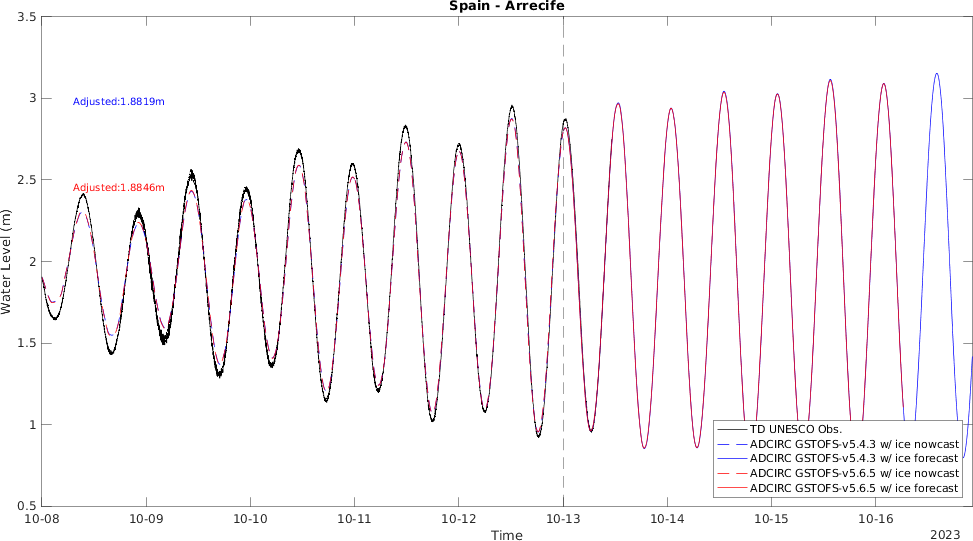 Spain - Arrecife
3.5
3
2.5
2
1.5
1
0.5
Water Level (m)
Adjusted:1.8819m
Adjusted:1.8846m
TD UNESCO Obs.
ADCIRC GSTOFS-v5.4.3 w/ ice nowcast
ADCIRC GSTOFS-v5.4.3 w/ ice forecast
ADCIRC GSTOFS-v5.6.5 w/ ice nowcast
ADCIRC GSTOFS-v5.6.5 w/ ice forecast
10-08 10-09 10-10 10-11 10-12 10-13 10-14 10-15 10-16
Time
2023